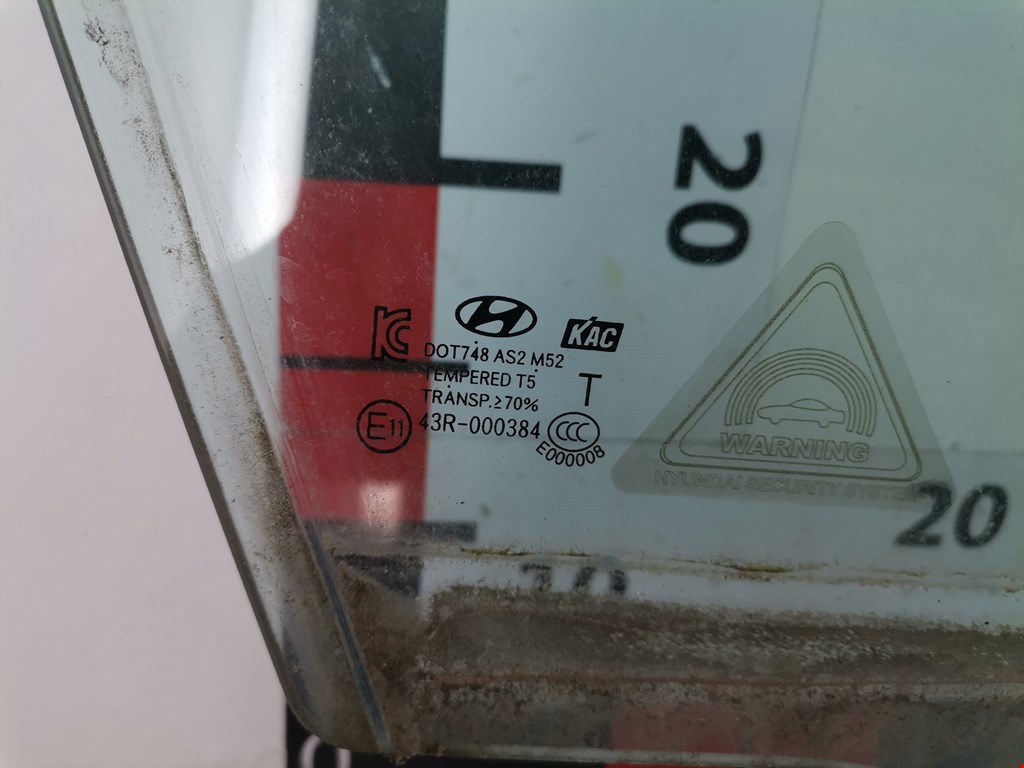 20
KC
KAC
DOT748 AS2 M52
TEMPERED T5
T
TRANSP.≥70%
E11
43R-000384
CCC
E000008
WARNING
HYUNDAI SECURITY SYSTEM
20